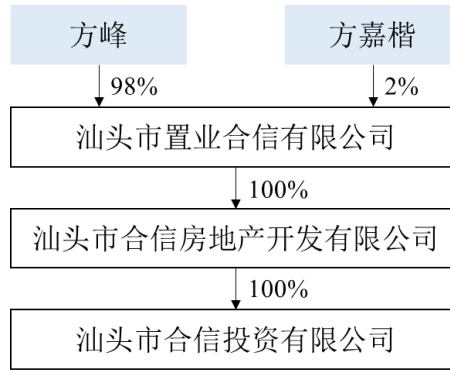 方峰
方嘉楷
98%
2%
汕头市置业合信有限公司
100%
汕头市合信房地产开发有限公司
100%
汕头市合信投资有限公司